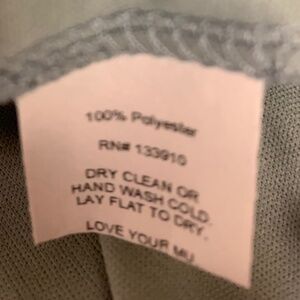 100% Polyester
RN# 133910
DRY CLEAN OR
HAND WASH COLD.
LAY FLAT TO DRY.
LOVE YOUR MU